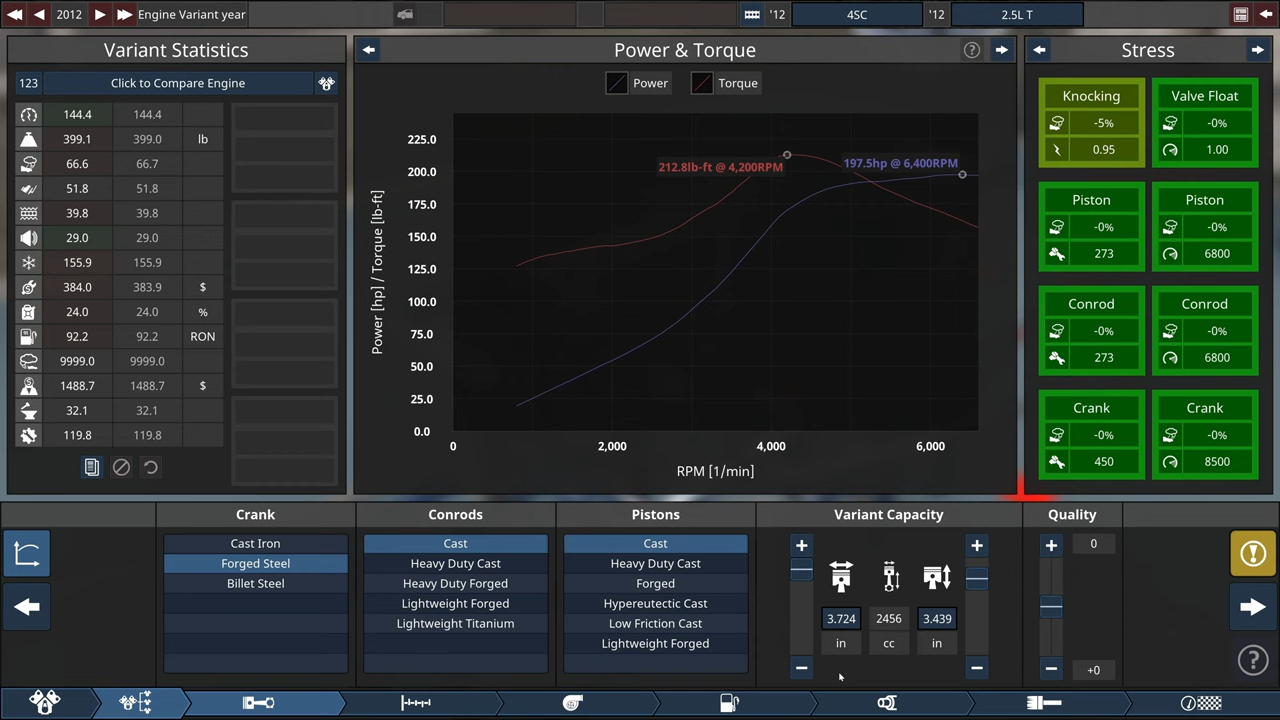 2012 Engine Variant year '12 4SC '12 2.5L T
Variant Statistics
123 Click to Compare Engine
144.4 144.4
399.1 399.0 lb
66.6 66.7
51.8 51.8
39.8 39.8
29.0 29.0
155.9 155.9
384.0 383.9 $
24.0 24.0 %
92.2 92.2 RON
9999.0 9999.0
1488.7 1488.7 $
32.1 32.1
119.8 119.8
Power & Torque
Power Torque
Power [hp] / Torque [lb-ft]
225.0
200.0
175.0
150.0
125.0
100.0
75.0
50.0
25.0
0.0
212.8lb-ft @ 4,200RPM
197.5hp @ 6,400RPM
0 2,000 4,000 6,000
RPM [1/min]
Stress
Knocking
-5%
0.95
Valve Float
-0%
1.00
Piston
-0%
273
Piston
-0%
6800
Conrod
-0%
273
Conrod
-0%
6800
Crank
-0%
450
Crank
-0%
8500
Crank
Cast Iron
Forged Steel
Billet Steel
Conrods
Cast
Heavy Duty Cast
Heavy Duty Forged
Lightweight Forged
Lightweight Titanium
Pistons
Cast
Heavy Duty Cast
Forged
Hypereutectic Cast
Low Friction Cast
Lightweight Forged
Variant Capacity
3.724 2456 3.439
in cc in
Quality
0
+0